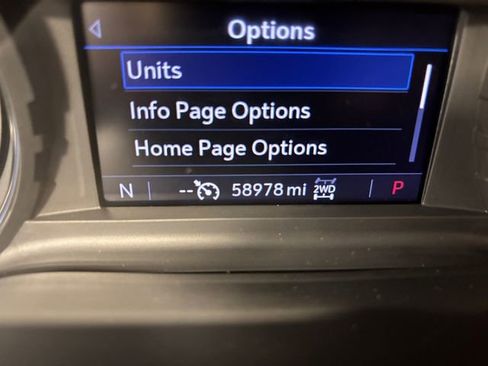 Options
Units
Info Page Options
Home Page Options
N -- 58978 mi 2WD P